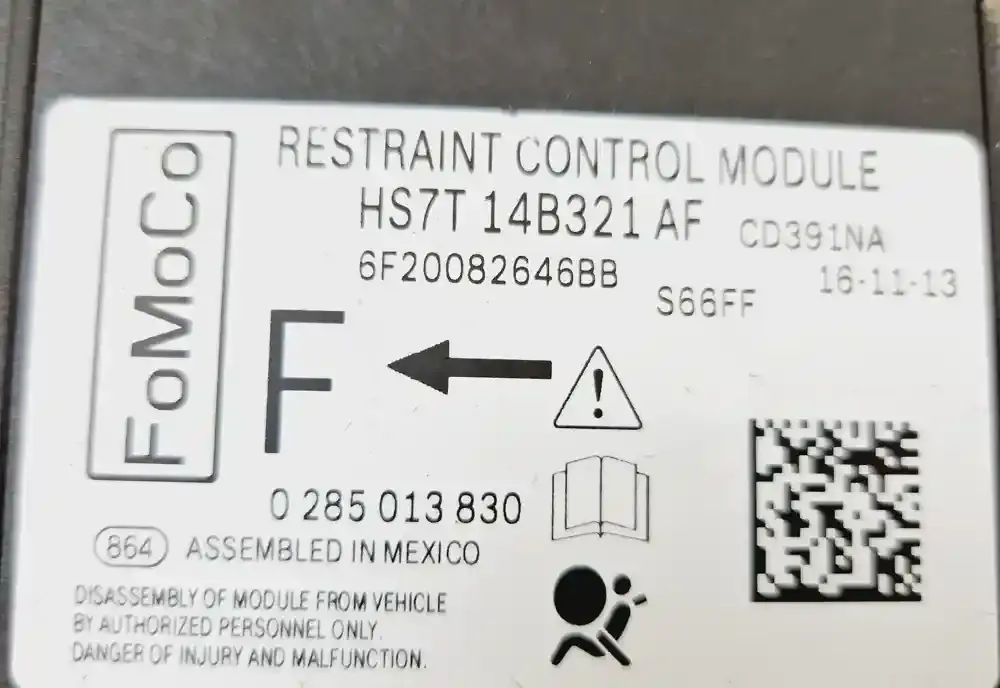 FoMoCo
RESTRAINT CONTROL MODULE
HS7T 14B321 AF CD391NA
6F20082646BB 16-11-13
S66FF
F
0 285 013 830
864 ASSEMBLED IN MEXICO
DISASSEMBLY OF MODULE FROM VEHICLE
BY AUTHORIZED PERSONNEL ONLY.
DANGER OF INJURY AND MALFUNCTION.